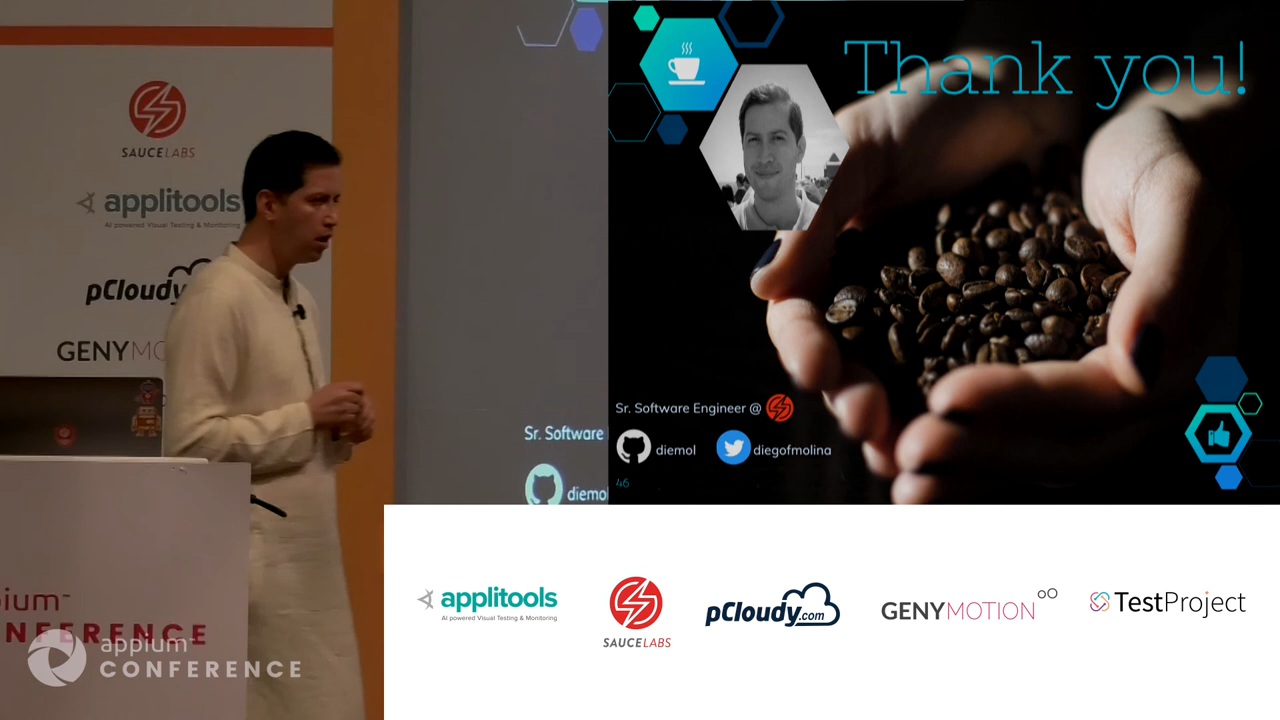 SAUCELABS
applitools
AI powered Visual Testing & Monitoring
pCloudy
GENYMO
Sr. Software
diemol
ium
NFERENCE
appium
CONFERENCE
Thank you!
Sr. Software Engineer @
diemol
diegofmolina
46
applitools
AI powered Visual Testing & Monitoring
SAUCELABS
pCloudy.com
GENYMOTION
TestProject